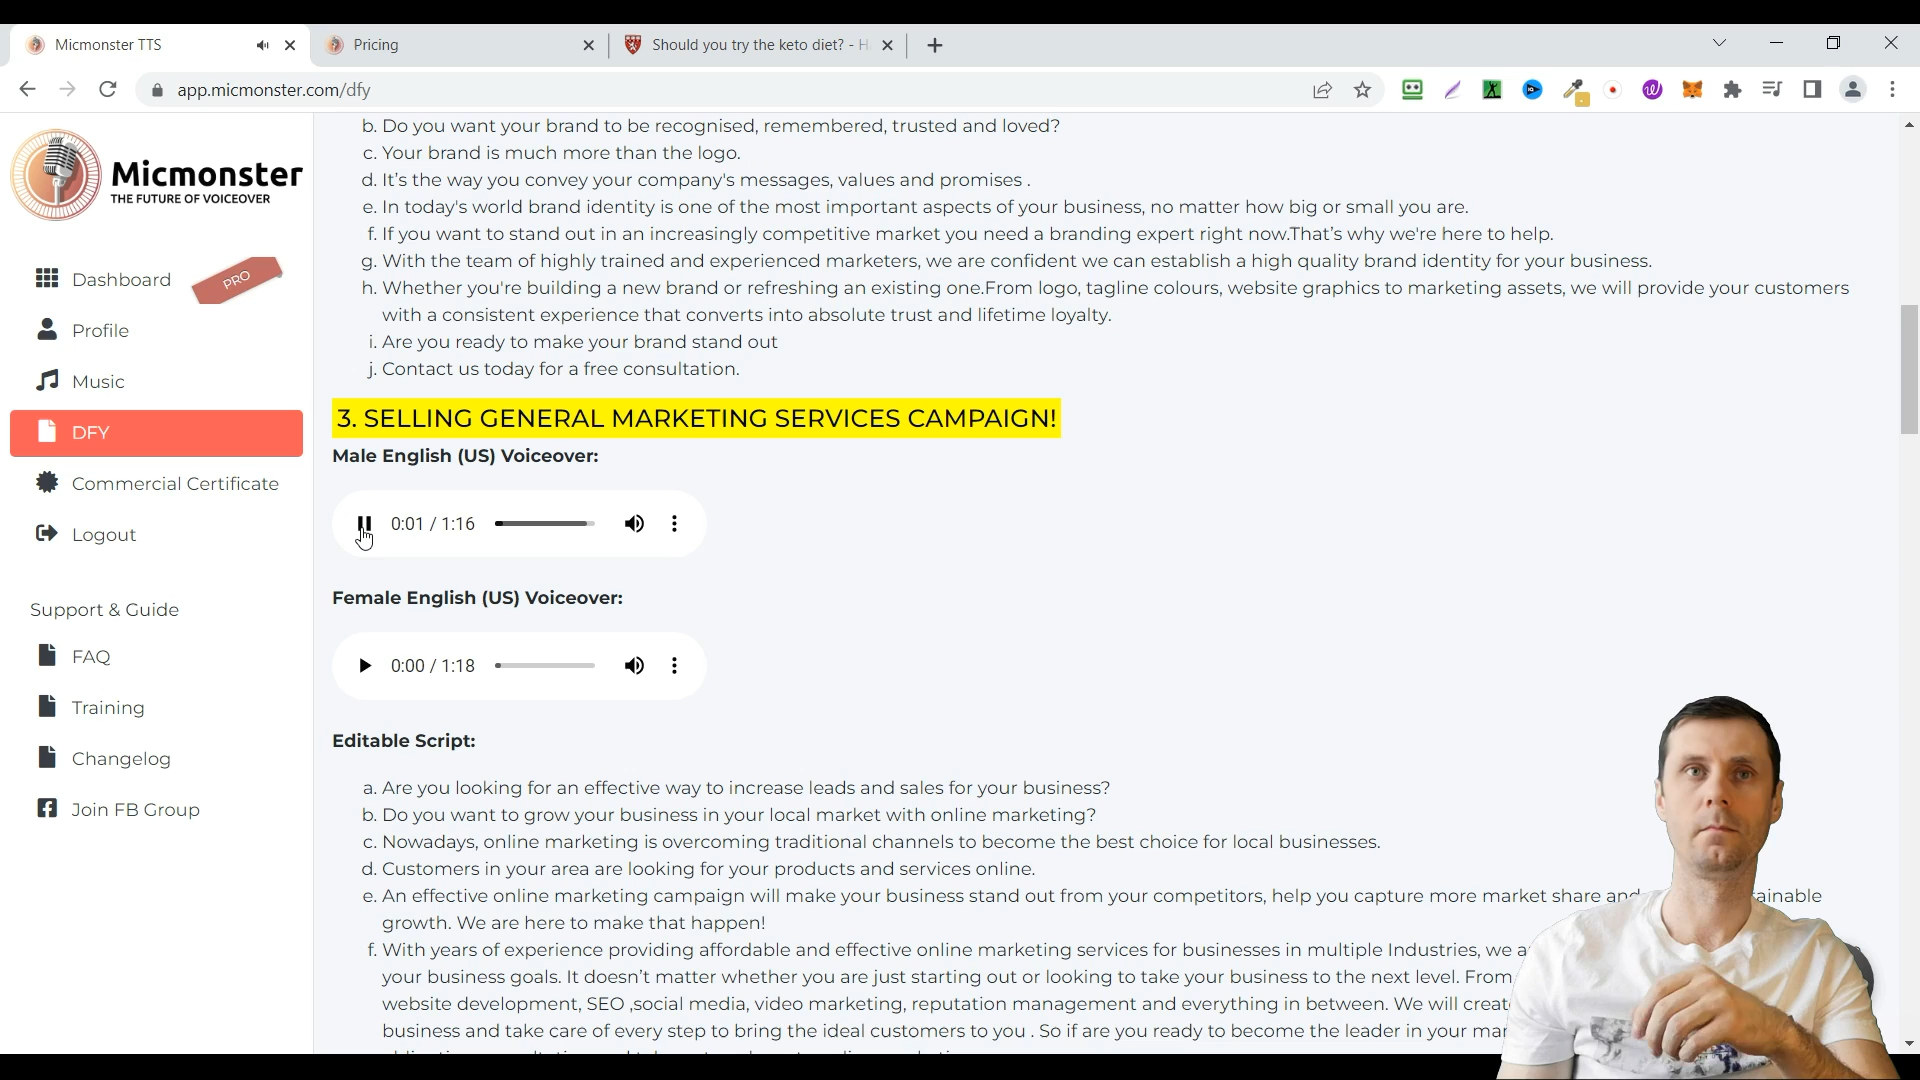 Micmonster TTS
Pricing
Should you try the keto diet? - H
app.micmonster.com/dfy
Micmonster
THE FUTURE OF VOICEOVER
Dashboard
PRO
Profile
Music
DFY
Commercial Certificate
Logout
Support & Guide
FAQ
Training
Changelog
Join FB Group
b. Do you want your brand to be recognised, remembered, trusted and loved?
c. Your brand is much more than the logo.
d. It’s the way you convey your company's messages, values and promises .
e. In today's world brand identity is one of the most important aspects of your business, no matter how big or small you are.
f. If you want to stand out in an increasingly competitive market you need a branding expert right now.That’s why we're here to help.
g. With the team of highly trained and experienced marketers, we are confident we can establish a high quality brand identity for your business.
h. Whether you're building a new brand or refreshing an existing one.From logo, tagline colours, website graphics to marketing assets, we will provide your customers
with a consistent experience that converts into absolute trust and lifetime loyalty.
i. Are you ready to make your brand stand out
j. Contact us today for a free consultation.
3. SELLING GENERAL MARKETING SERVICES CAMPAIGN!
Male English (US) Voiceover:
0:01 / 1:16
Female English (US) Voiceover:
0:00 / 1:18
Editable Script:
a. Are you looking for an effective way to increase leads and sales for your business?
b. Do you want to grow your business in your local market with online marketing?
c. Nowadays, online marketing is overcoming traditional channels to become the best choice for local businesses.
d. Customers in your area are looking for your products and services online.
e. An effective online marketing campaign will make your business stand out from your competitors, help you capture more market share and ainable
growth. We are here to make that happen!
f. With years of experience providing affordable and effective online marketing services for businesses in multiple Industries, we a
your business goals. It doesn’t matter whether you are just starting out or looking to take your business to the next level. From
website development, SEO ,social media, video marketing, reputation management and everything in between. We will creat
business and take care of every step to bring the ideal customers to you . So if are you ready to become the leader in your mar